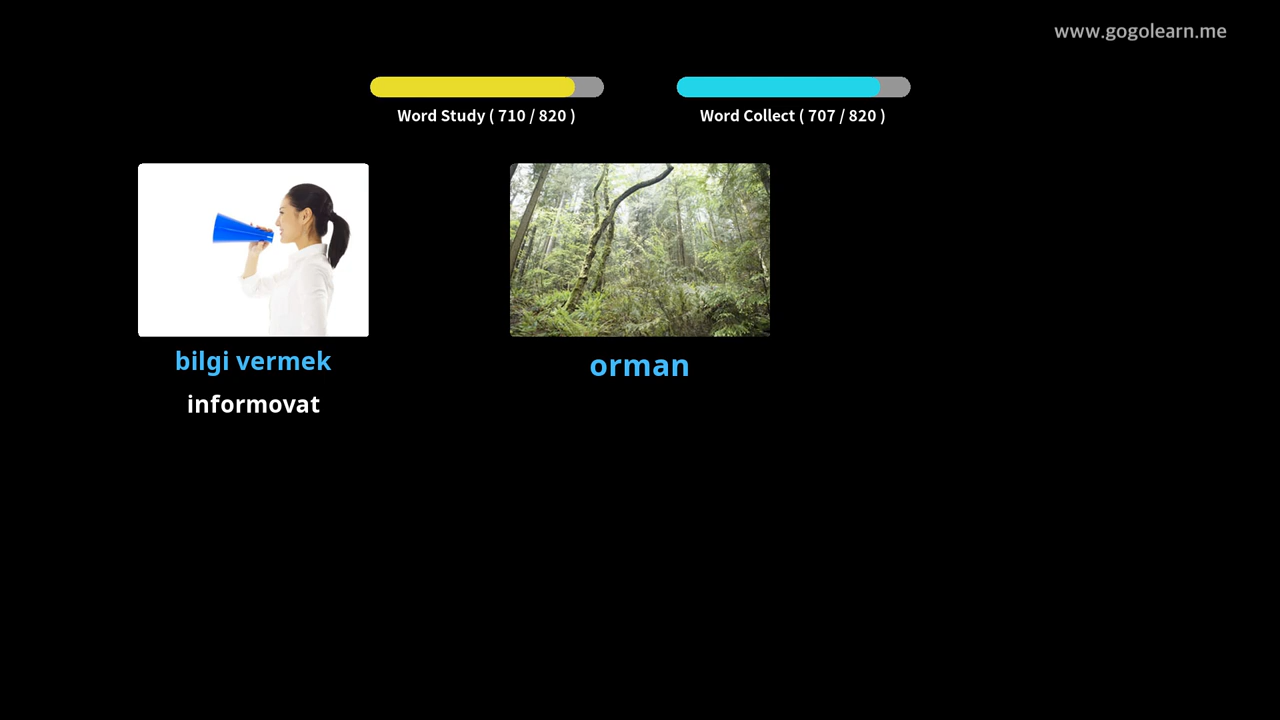 www.gogolearn.me
Word Study ( 710 / 820 )
Word Collect ( 707 / 820 )
bilgi vermek
informovat
orman